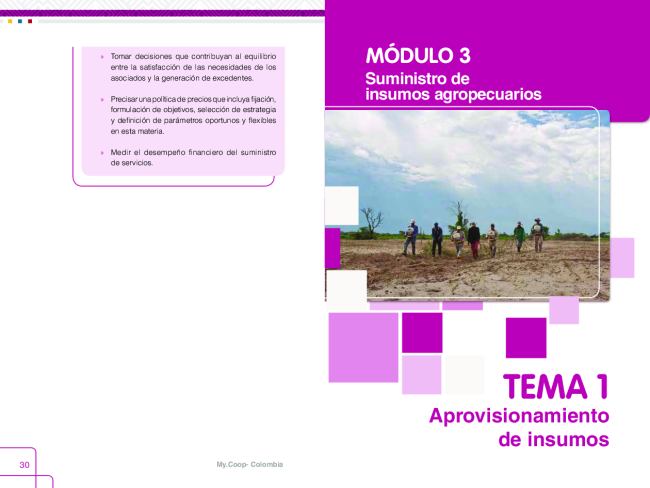 » Tomar decisiones que contribuyan al equilibrio
entre la satisfacción de las necesidades de los
asociados y la generación de excedentes.
» Precisar una política de precios que incluya fijación,
formulación de objetivos, selección de estrategia
y definición de parámetros oportunos y flexibles
en esta materia.
» Medir el desempeño financiero del suministro
de servicios.
30
My.Coop- Colombia
MÓDULO 3
Suministro de
insumos agropecuarios
TEMA 1
Aprovisionamiento
de insumos